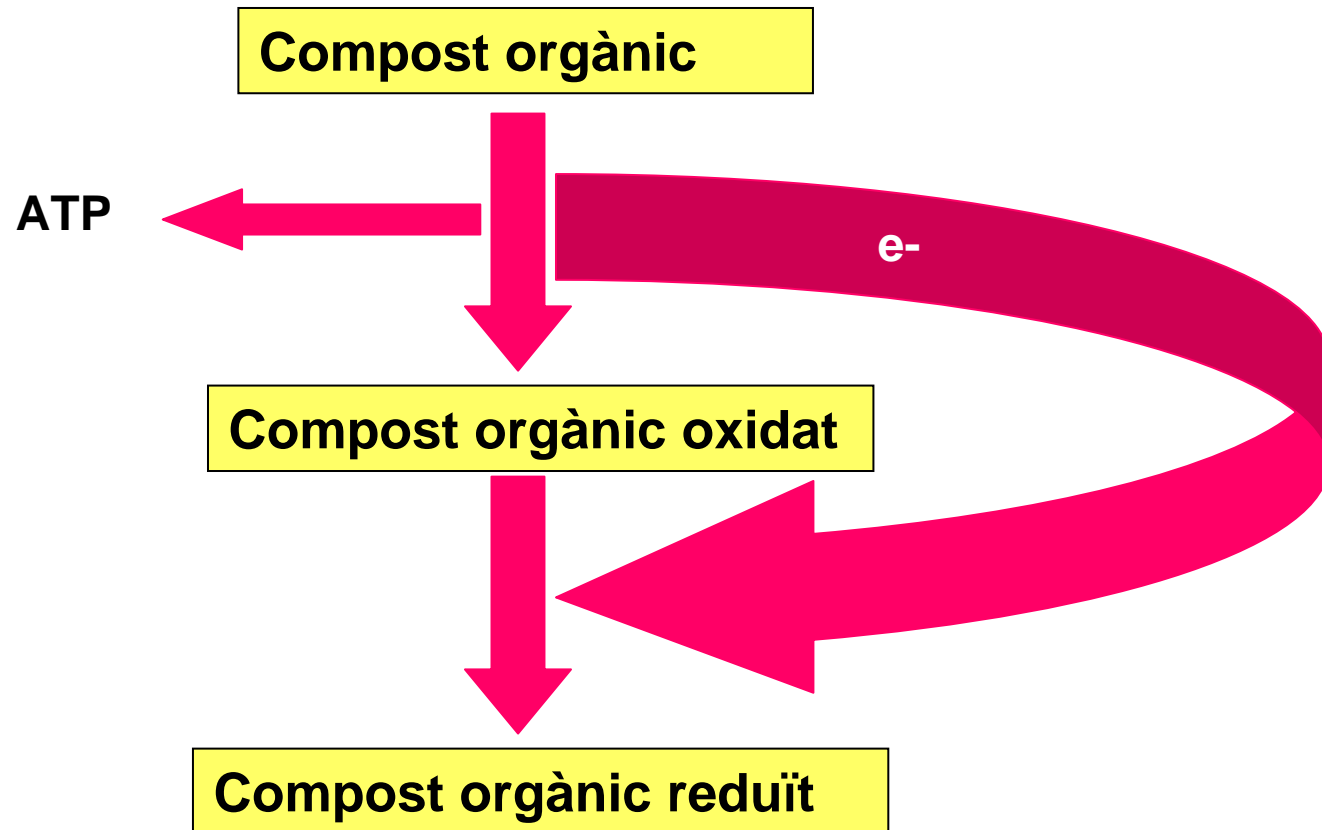 Compost orgànic
ATP
e-
Compost orgànic oxidat
Compost orgànic reduït